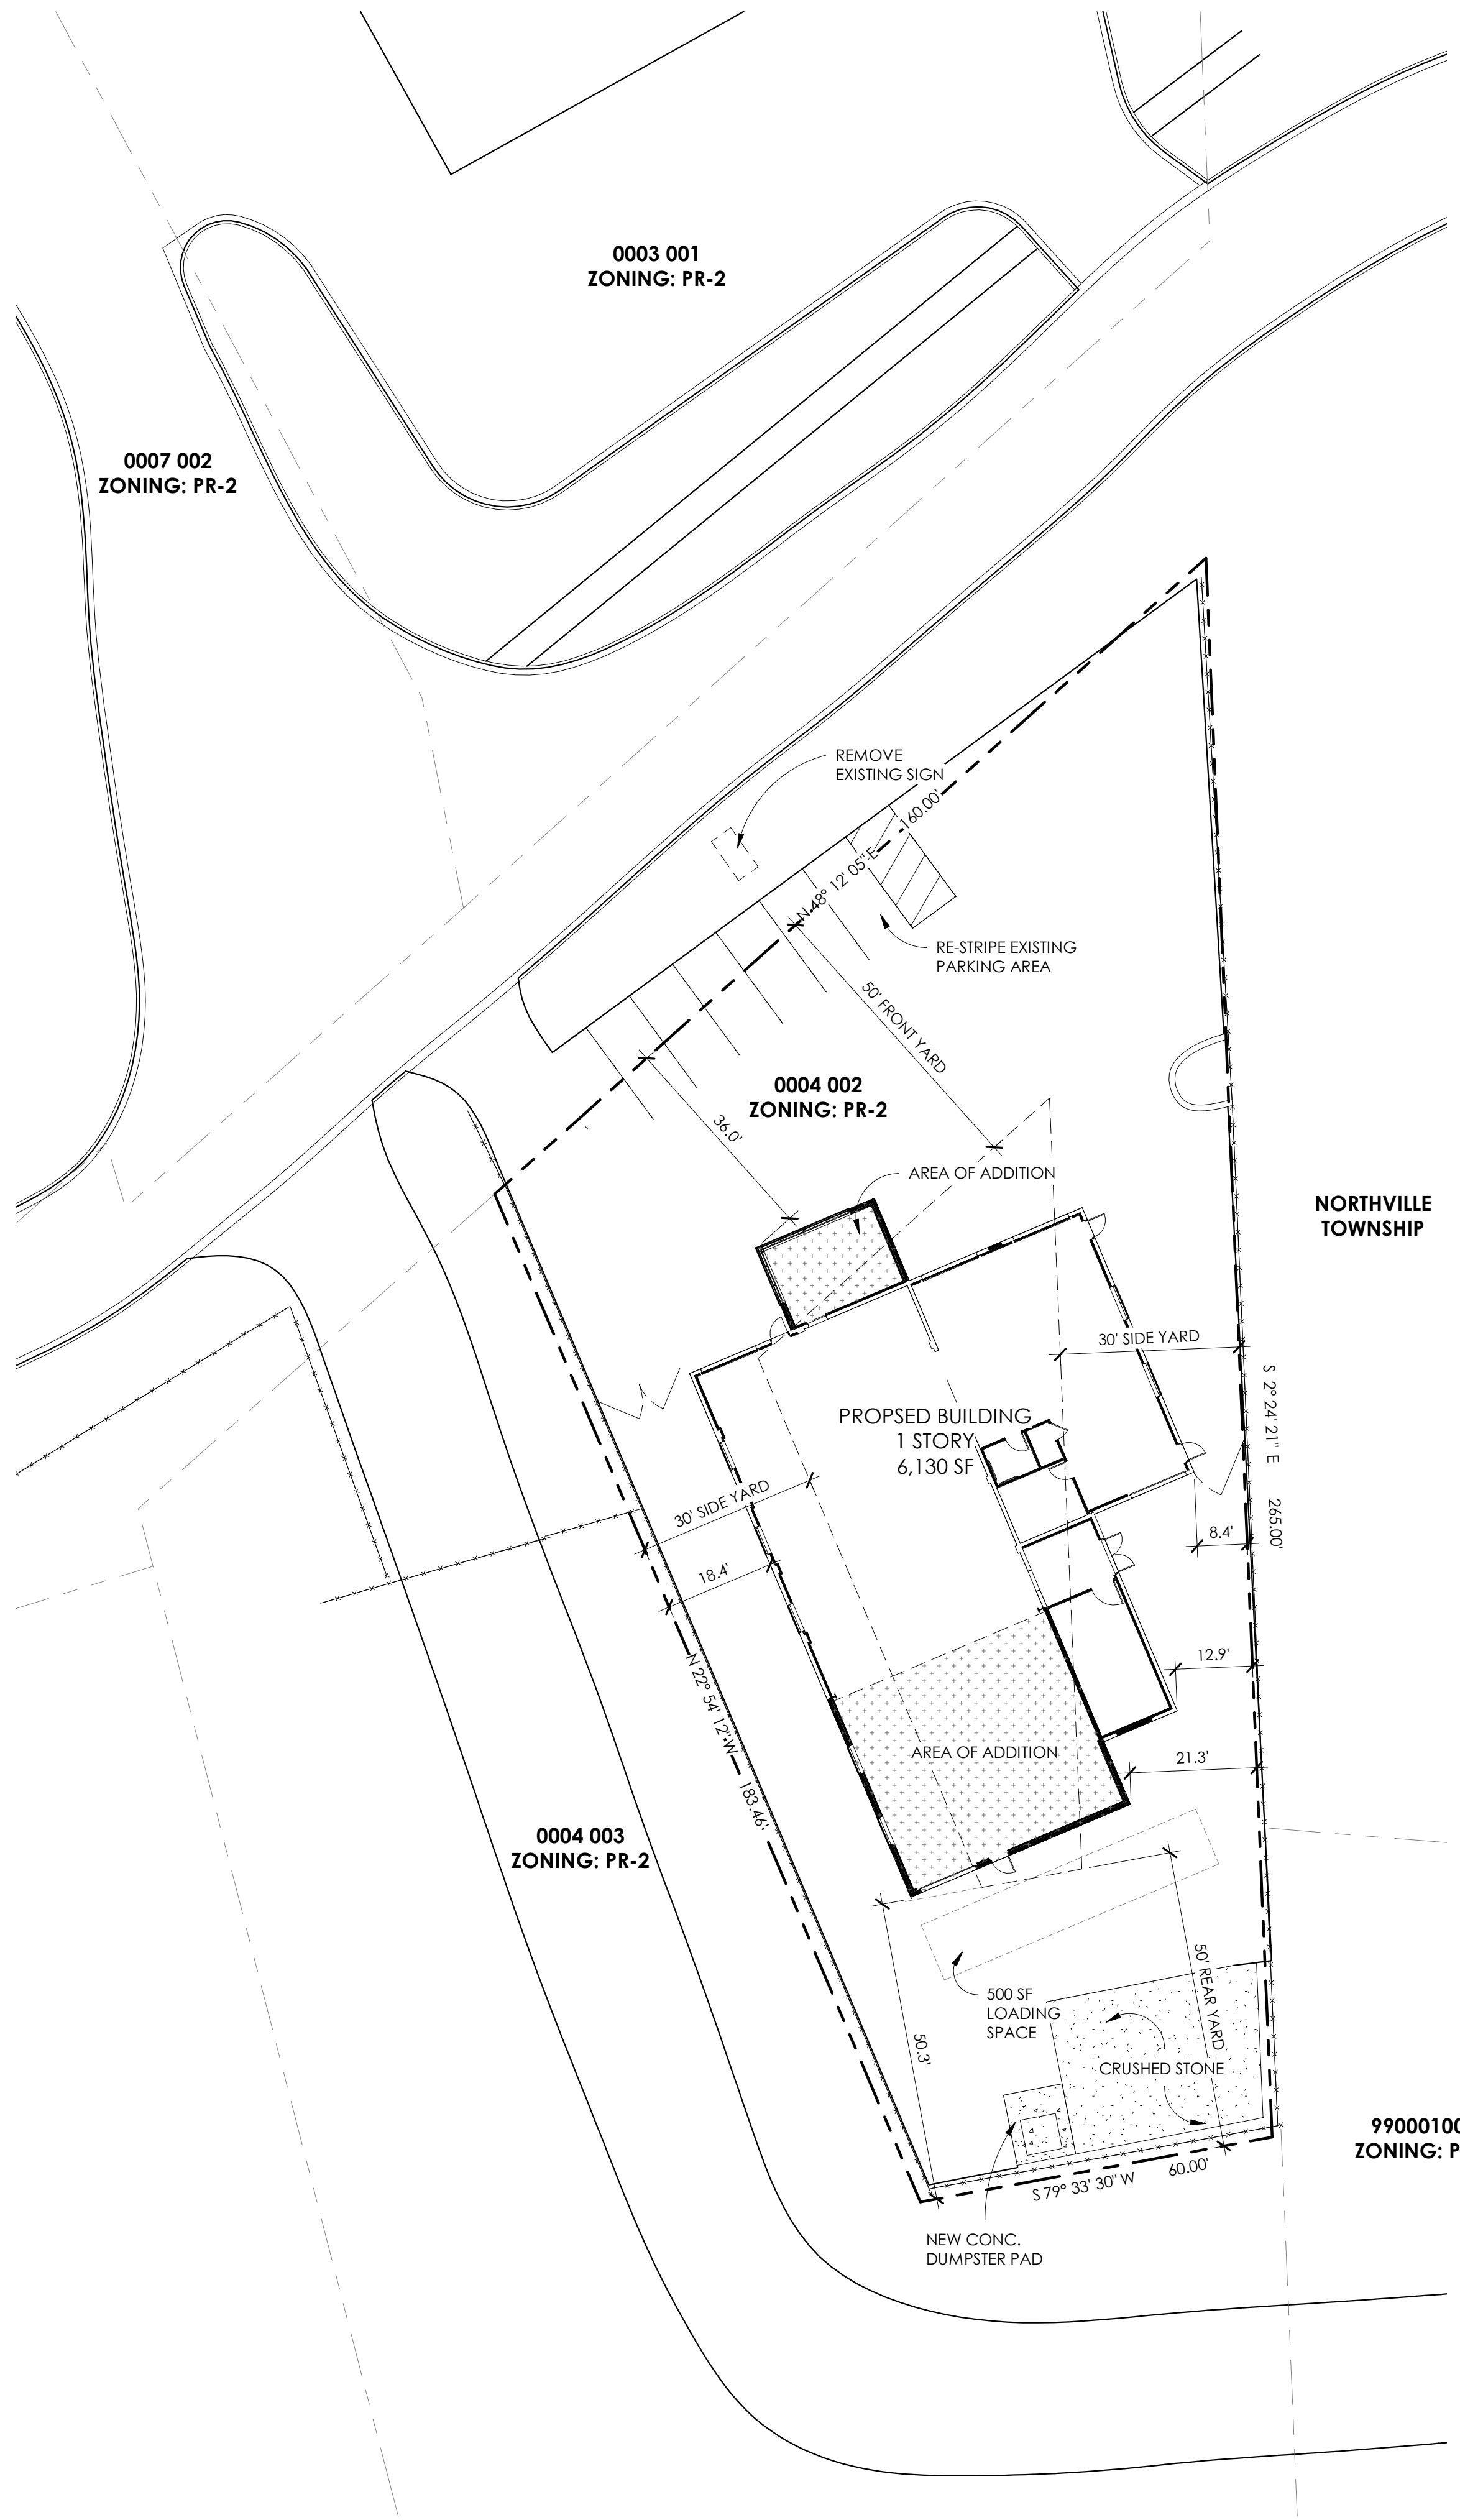 0003 001
ZONING: PR-2
0007 002
ZONING: PR-2
REMOVE
EXISTING SIGN
160.00'
N 48° 12' 05" E
RE-STRIPE EXISTING
PARKING AREA
50' FRONT YARD
0004 002
ZONING: PR-2
36.0'
AREA OF ADDITION
NORTHVILLE
TOWNSHIP
30' SIDE YARD
S 2° 24' 21" E
265.00'
PROPSED BUILDING
1 STORY
6,130 SF
30' SIDE YARD
8.4'
18.4'
12.9'
N 22° 54' 12" W
183.46'
AREA OF ADDITION
21.3'
0004 003
ZONING: PR-2
50' REAR YARD
500 SF
LOADING
SPACE
50.3'
CRUSHED STONE
99000100
ZONING: P
60.00'
S 79° 33' 30" W
NEW CONC.
DUMPSTER PAD